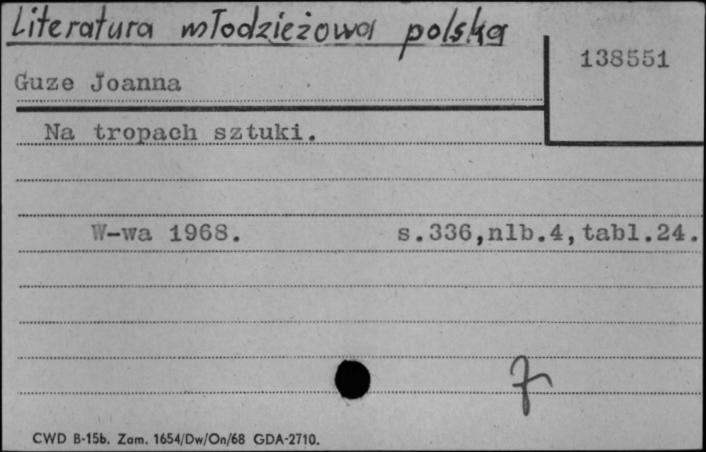 Literatura młodzieżowa polska
138551
Guze Joanna
Na tropach sztuki.
W-wa 1968. s.336,nlb.4,tabl.24.
7
CWD B-15b. Zam. 1654/Dw/On/68 GDA-2710.